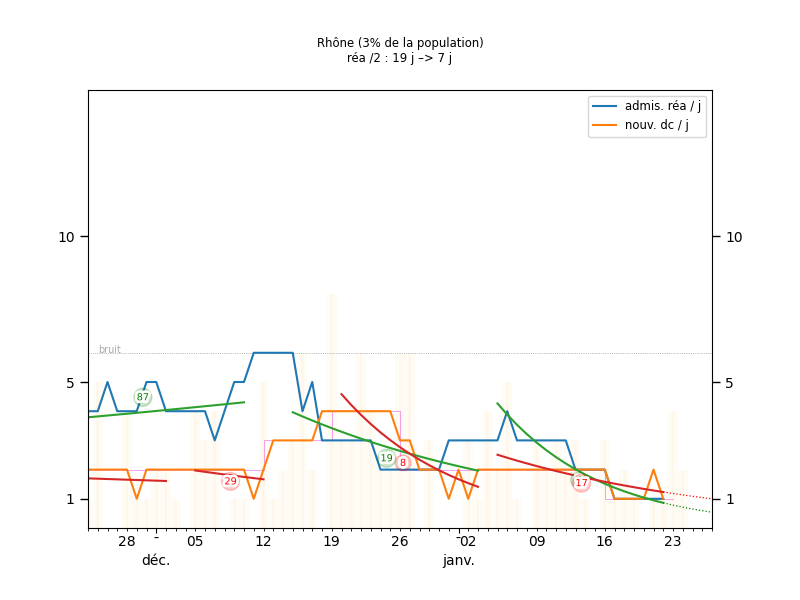 Rhône (3% de la population)
réa /2 : 19 j –> 7 j
admis. réa / j
nouv. dc / j
10
10
bruit
5
5
87
19
8
29
17
1
1
28
05
12
19
26
02
09
16
23
déc.
janv.